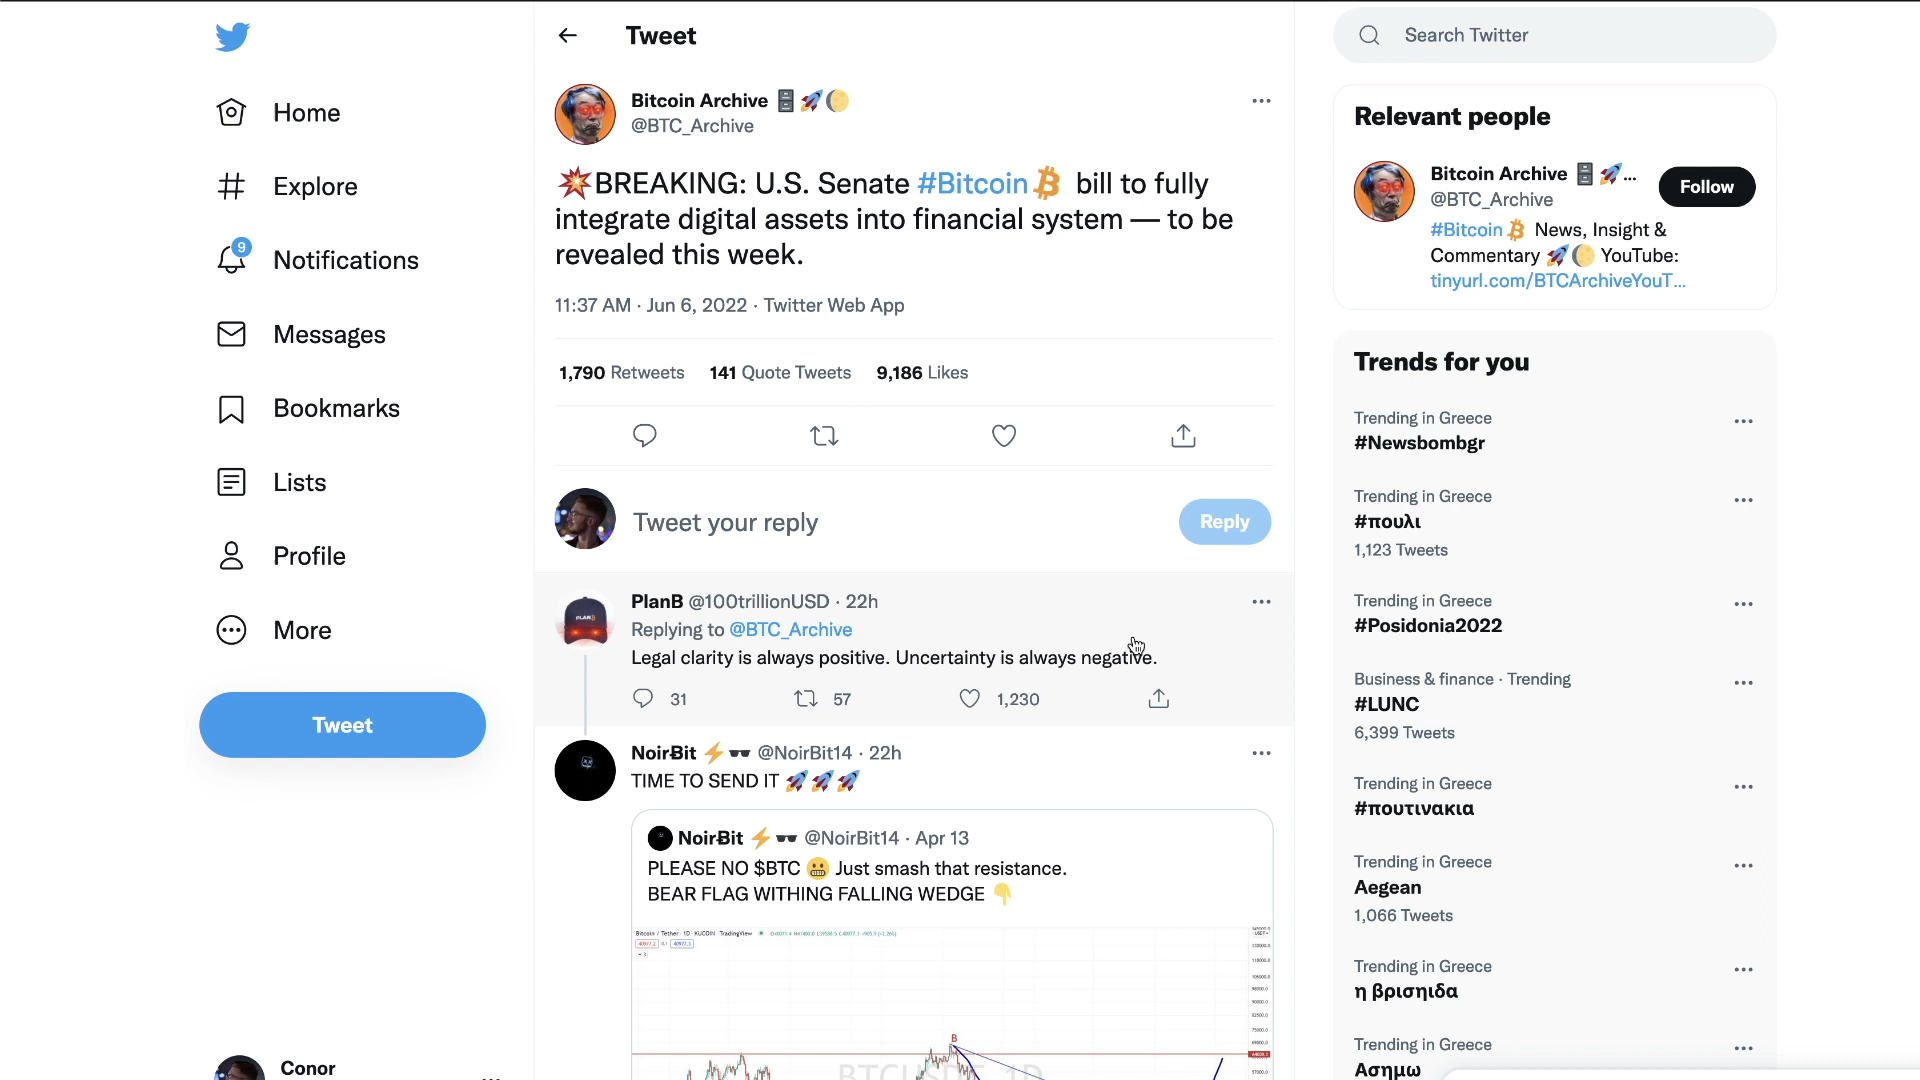 Home
Explore
9
Notifications
Messages
Bookmarks
Lists
Profile
More
Tweet
Conor
Tweet
Bitcoin Archive
@BTC_Archive
BREAKING: U.S. Senate #Bitcoin bill to fully
integrate digital assets into financial system — to be
revealed this week.
11:37 AM · Jun 6, 2022 · Twitter Web App
1,790 Retweets 141 Quote Tweets 9,186 Likes
Tweet your reply
Reply
PlanB @100trillionUSD · 22h
Replying to @BTC_Archive
Legal clarity is always positive. Uncertainty is always negative.
31 57 1,230
NoirɃit @NoirBit14 · 22h
TIME TO SEND IT
NoirɃit @NoirBit14 · Apr 13
PLEASE NO $BTC Just smash that resistance.
BEAR FLAG WITHING FALLING WEDGE
Bitcoin / Tether · 1D · KUCOIN · TradingView
B
Search Twitter
Relevant people
Bitcoin Archive ...
@BTC_Archive
Follow
#Bitcoin News, Insight &
Commentary YouTube:
tinyurl.com/BTCArchiveYouT...
Trends for you
Trending in Greece
#Newsbombgr
Trending in Greece
#πουλι
1,123 Tweets
Trending in Greece
#Posidonia2022
Business & finance · Trending
#LUNC
6,399 Tweets
Trending in Greece
#πουτινακια
Trending in Greece
Aegean
1,066 Tweets
Trending in Greece
η βρισηιδα
Trending in Greece
Ασημω